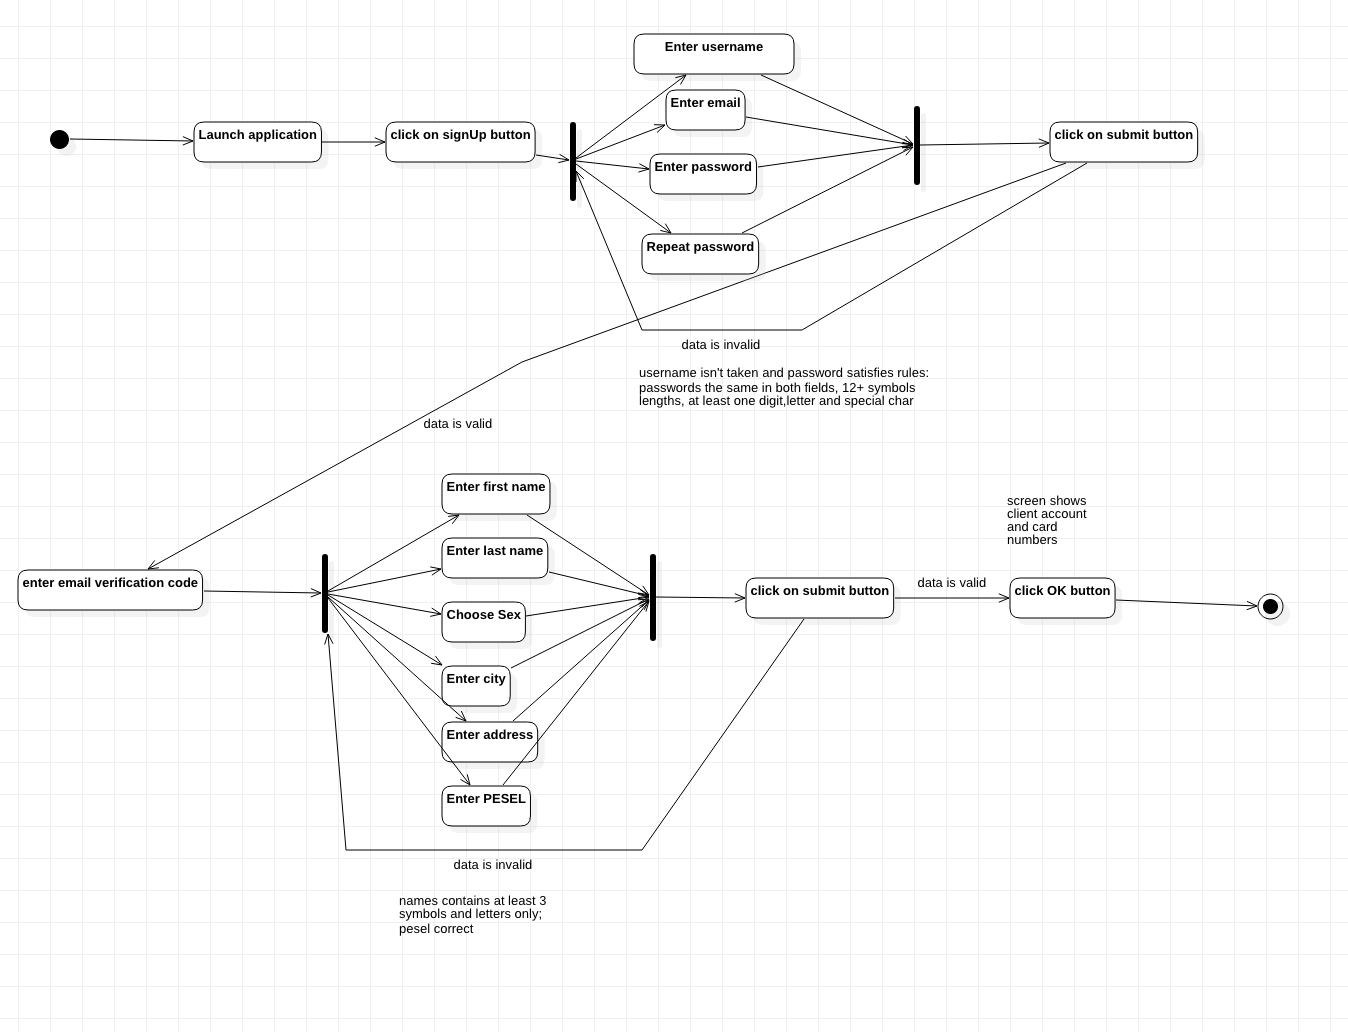 Enter username
Enter email
Launch application
click on signUp button
click on submit button
Enter password
Repeat password
data is invalid
username isn't taken and password satisfies rules:
passwords the same in both fields, 12+ symbols
lengths, at least one digit,letter and special char
data is valid
Enter first name
screen shows
client account
and card
numbers
Enter last name
enter email verification code
click on submit button
data is valid
click OK button
Choose Sex
Enter city
Enter address
Enter PESEL
data is invalid
names contains at least 3
symbols and letters only;
pesel correct